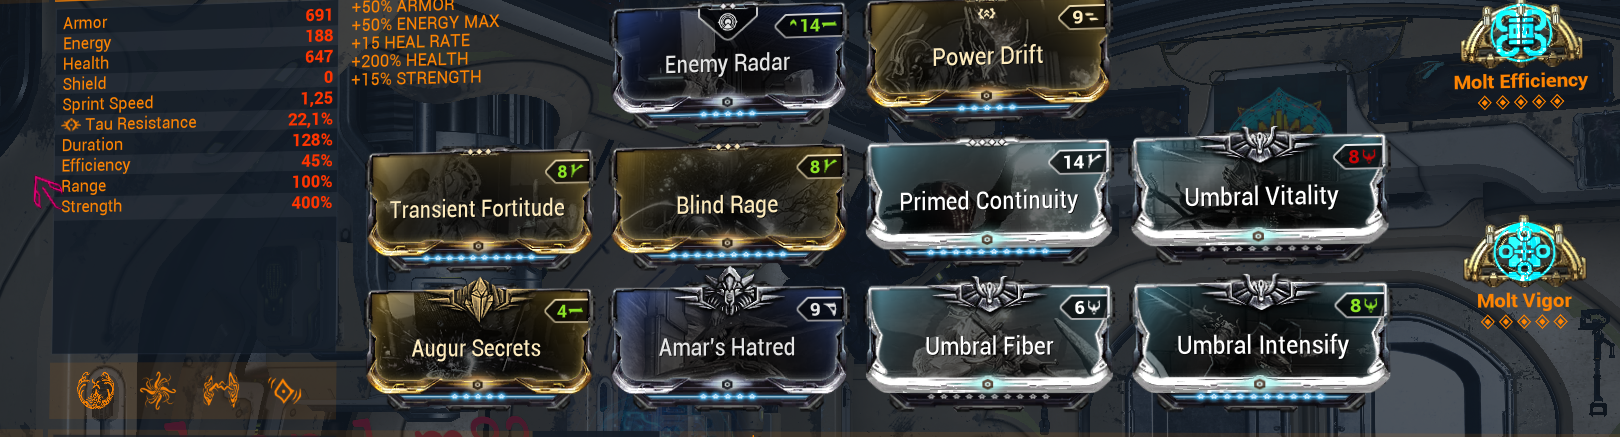 +50% ARMOR
Armor 691
Energy 188
Health 647
Shield 0
Sprint Speed 1,25
Tau Resistance 22,1%
Duration 128%
Efficiency 45%
Range 100%
Strength 400%
+50% ENERGY MAX
+15 HEAL RATE
+200% HEALTH
+15% STRENGTH
14
Enemy Radar
9
Power Drift
Molt Efficiency
8
Transient Fortitude
8
Blind Rage
14
Primed Continuity
8
Umbral Vitality
4
Augur Secrets
9
Amar's Hatred
6
Umbral Fiber
8
Umbral Intensify
Molt Vigor